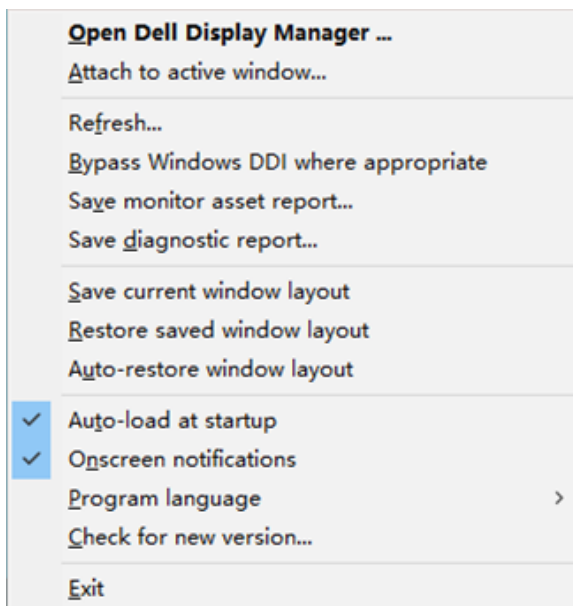 Open Dell Display Manager ...
Attach to active window...
Refresh...
Bypass Windows DDI where appropriate
Save monitor asset report...
Save diagnostic report...
Save current window layout
Restore saved window layout
Auto-restore window layout
Auto-load at startup
Onscreen notifications
Program language
Check for new version...
Exit